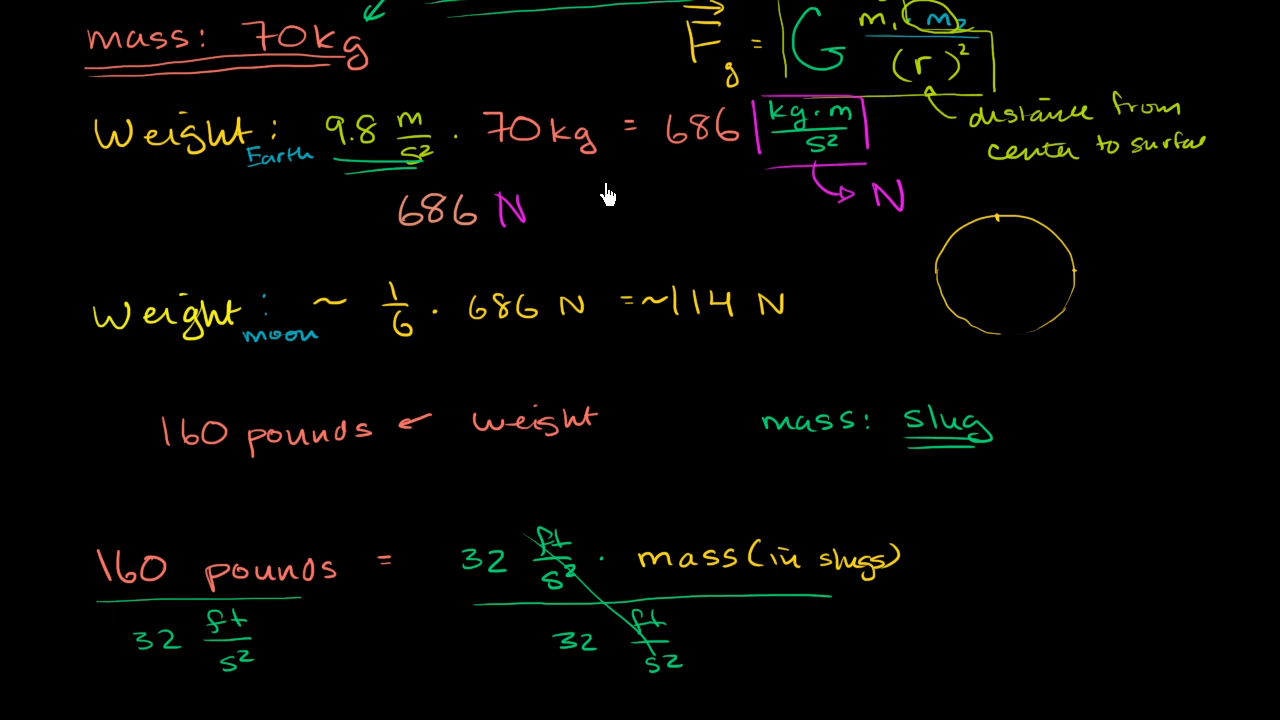 mass: 70kg
F_g = G m₁ m₂ / (r)²
distance from
center to surfac
Weight: Earth 9.8 m/s² · 70kg = 686 kg·m/s²
N
686 N
Weight: moon ~ 1/6 · 686 N = ~114 N
160 pounds ← weight
mass: slug
160 pounds = 32 ft/s² · mass (in slugs)
32 ft/s² 32 ft/s²